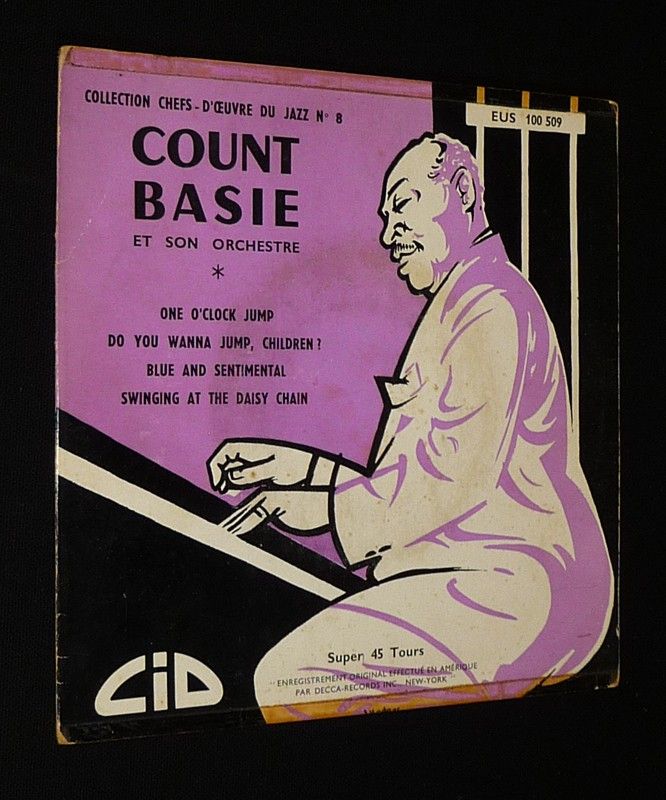 COLLECTION CHEFS-D'ŒUVRE DU JAZZ N° 8
EUS 100 509
COUNT
BASIE
ET SON ORCHESTRE
*
ONE O'CLOCK JUMP
DO YOU WANNA JUMP, CHILDREN?
BLUE AND SENTIMENTAL
SWINGING AT THE DAISY CHAIN
CID
Super 45 Tours
"ENREGISTREMENT ORIGINAL EFFECTUÉ EN AMÉRIQUE
PAR DECCA-RECORDS INC., NEW-YORK"